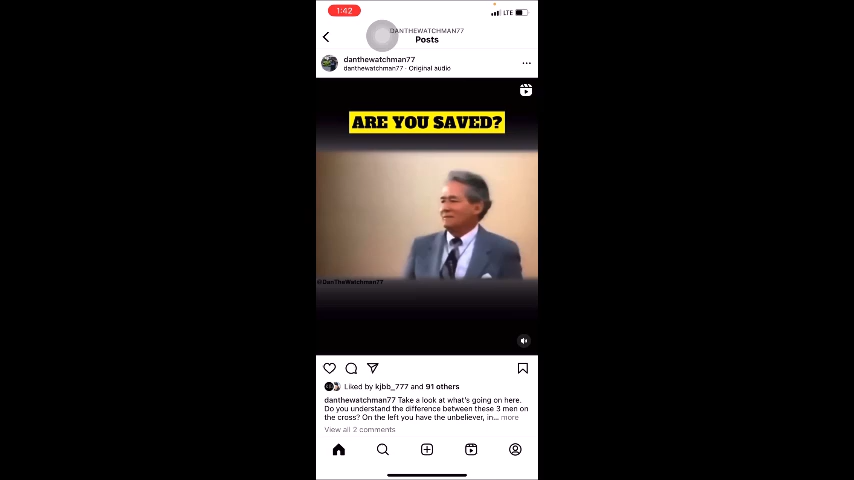 1:42
LTE
DANTHEWATCHMAN77
Posts
danthewatchman77
danthewatchman77 · Original audio
ARE YOU SAVED?
@DanTheWatchman77
Liked by kjbb_777 and 91 others
danthewatchman77 Take a look at what's going on here.
Do you understand the difference between these 3 men on
the cross? On the left you have the unbeliever, in... more
View all 2 comments